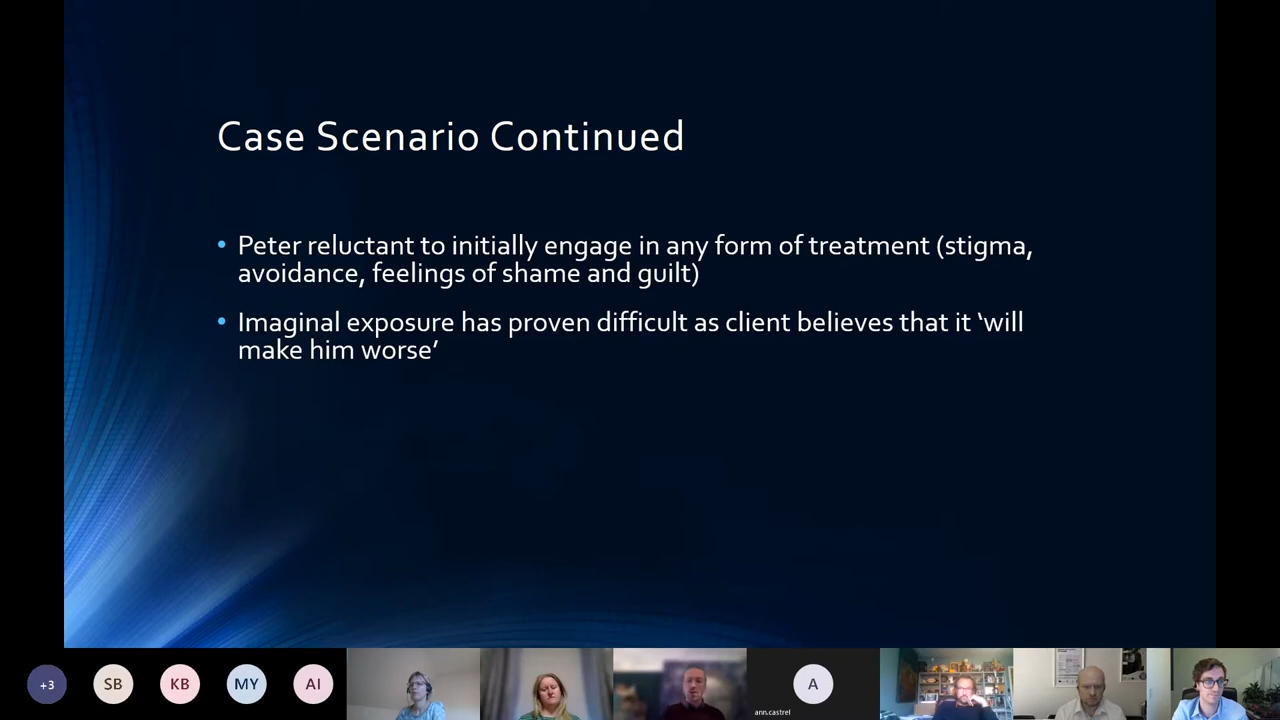 Case Scenario Continued
• Peter reluctant to initially engage in any form of treatment (stigma,
avoidance, feelings of shame and guilt)
• Imaginal exposure has proven difficult as client believes that it ‘will
make him worse’
+3
SB
KB
MY
AI
A
ann.castrel